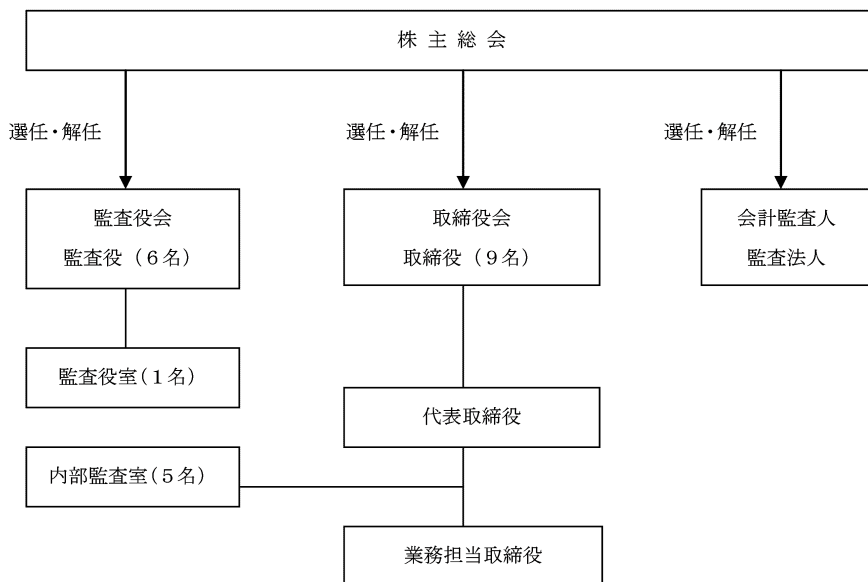 株 主 総 会
選任・解任
選任・解任
選任・解任
監査役会
監査役（６名）
取締役会
取締役（９名）
会計監査人
監査法人
監査役室（１名）
代表取締役
内部監査室（５名）
業務担当取締役